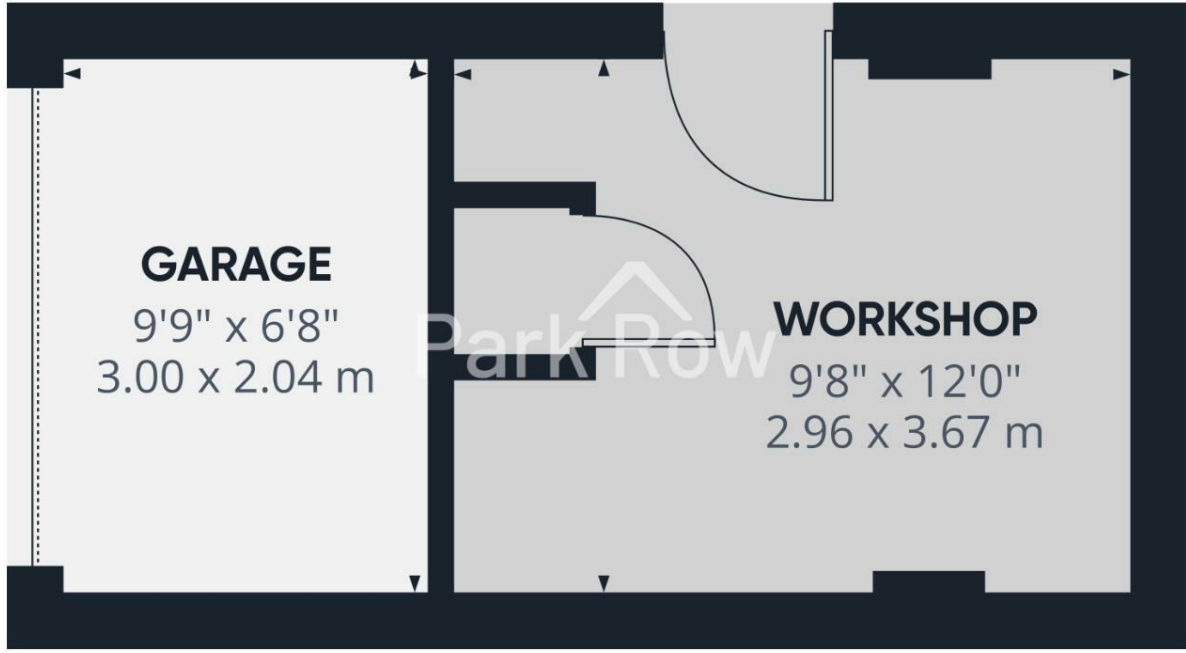 GARAGE
9'9" x 6'8"
3.00 x 2.04 m
Park Row
WORKSHOP
9'8" x 12'0"
2.96 x 3.67 m